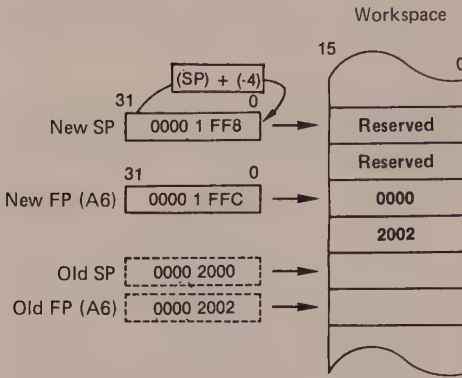 Workspace
15 0
(SP) + (-4)
31 0
New SP 0000 1 FF8 Reserved
Reserved
31 0
New FP (A6) 0000 1 FFC 0000
2002
Old SP 0000 2000
Old FP (A6) 0000 2002